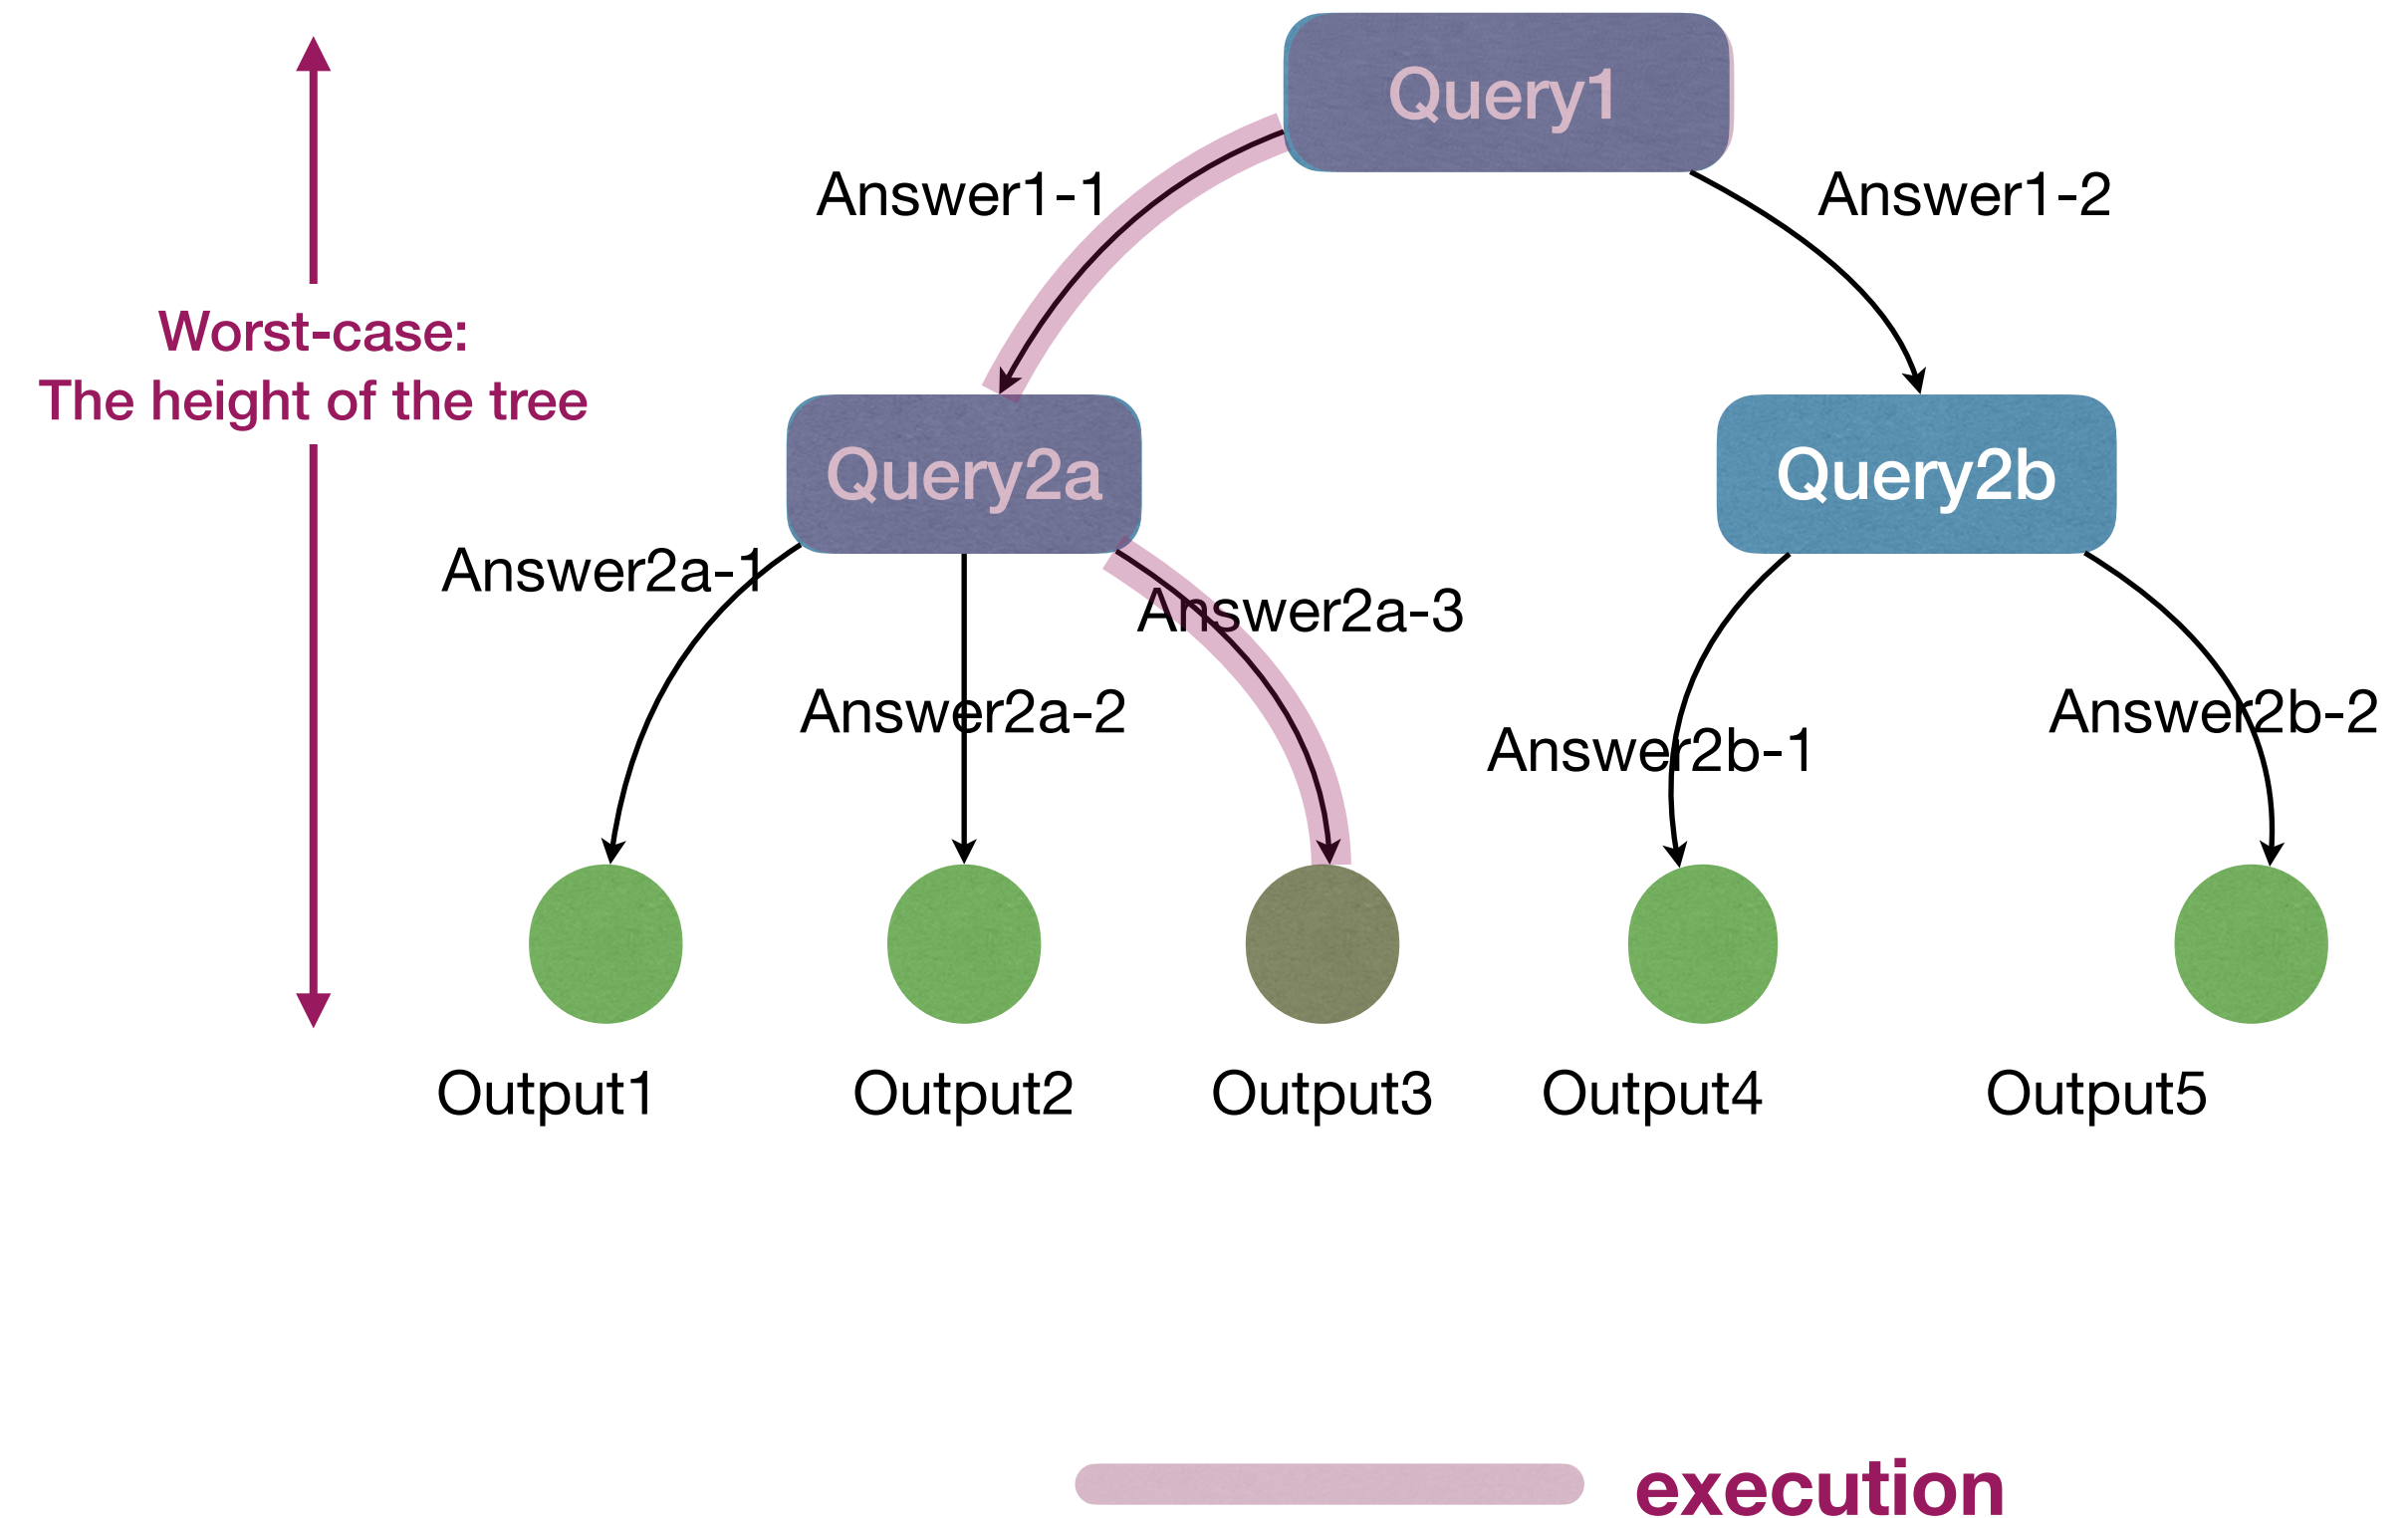 Query1
Answer1-1
Answer1-2
Worst-case:
The height of the tree
Query2a
Query2b
Answer2a-1
Answer2a-3
Answer2a-2
Answer2b-2
Answer2b-1
Output1
Output2
Output3
Output4
Output5
execution